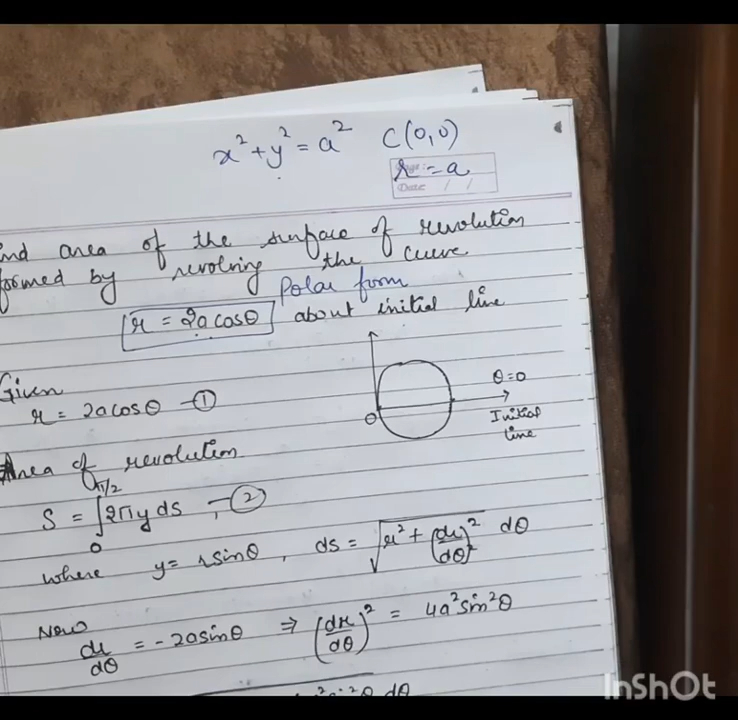 x² + y² = a² C(0,0)
r = a
Date / /
ind area of the surface of revolution
formed by revolving the curve
Polar form
r = 2a cosθ about initial line
Given
r = 2a cosθ —①
θ=0
O
Initial
line
Area of revolution
S = ∫₀^{π/2} 2πy ds, —②
where y = r sinθ, ds = √(r² + (dr/dθ)²) dθ
Now
dr/dθ = -2a sinθ ⇒ (dr/dθ)² = 4a² sin²θ
InShOt